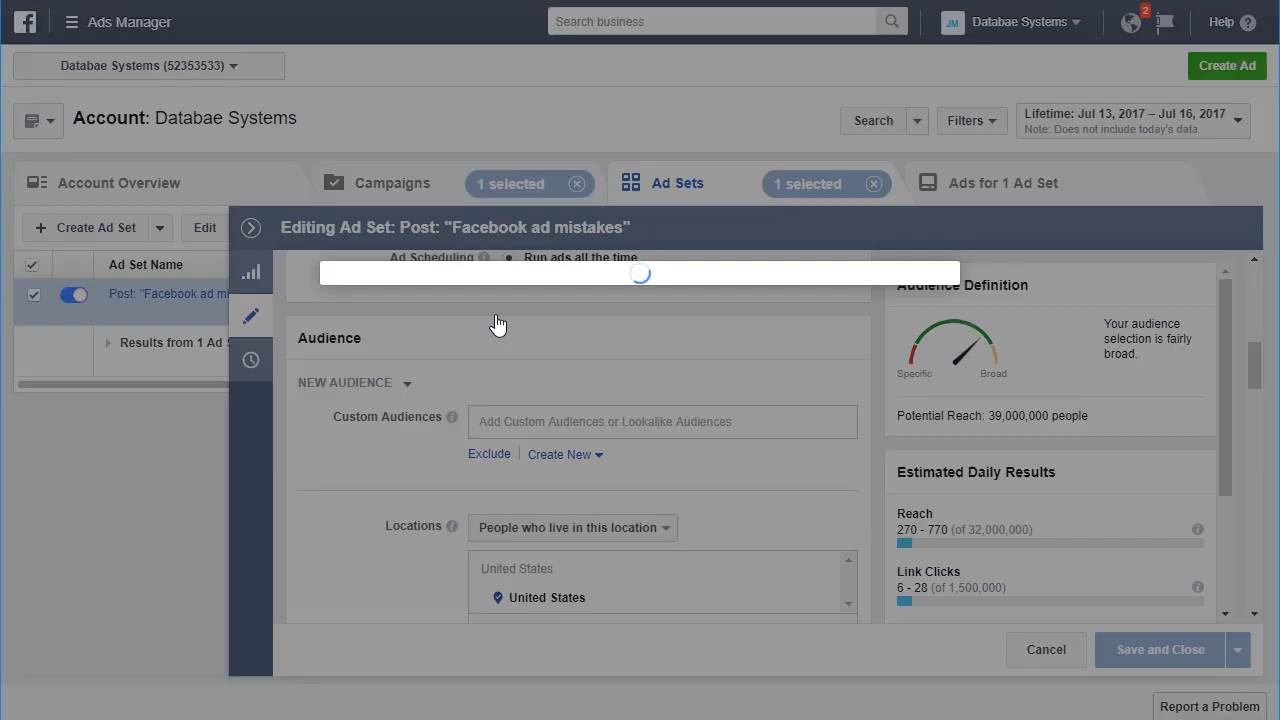 Ads Manager
Search business
JM
Databae Systems
2
Help
Databae Systems (52353533)
Create Ad
Account: Databae Systems
Search
Filters
Lifetime: Jul 13, 2017 – Jul 16, 2017
Note: Does not include today's data
Account Overview
Campaigns
1 selected
Ad Sets
1 selected
Ads for 1 Ad Set
+ Create Ad Set
Edit
Editing Ad Set: Post: "Facebook ad mistakes"
Ad Set Name
Post: "Facebook ad mi
Results from 1 Ad S
Ad Scheduling
Run ads all the time
Audience
NEW AUDIENCE
Custom Audiences
Add Custom Audiences or Lookalike Audiences
Exclude
Create New
Locations
People who live in this location
United States
United States
Audience Definition
Specific
Broad
Your audience
selection is fairly
broad.
Potential Reach: 39,000,000 people
Estimated Daily Results
Reach
270 - 770 (of 32,000,000)
Link Clicks
6 - 28 (of 1,500,000)
Cancel
Save and Close
Report a Problem